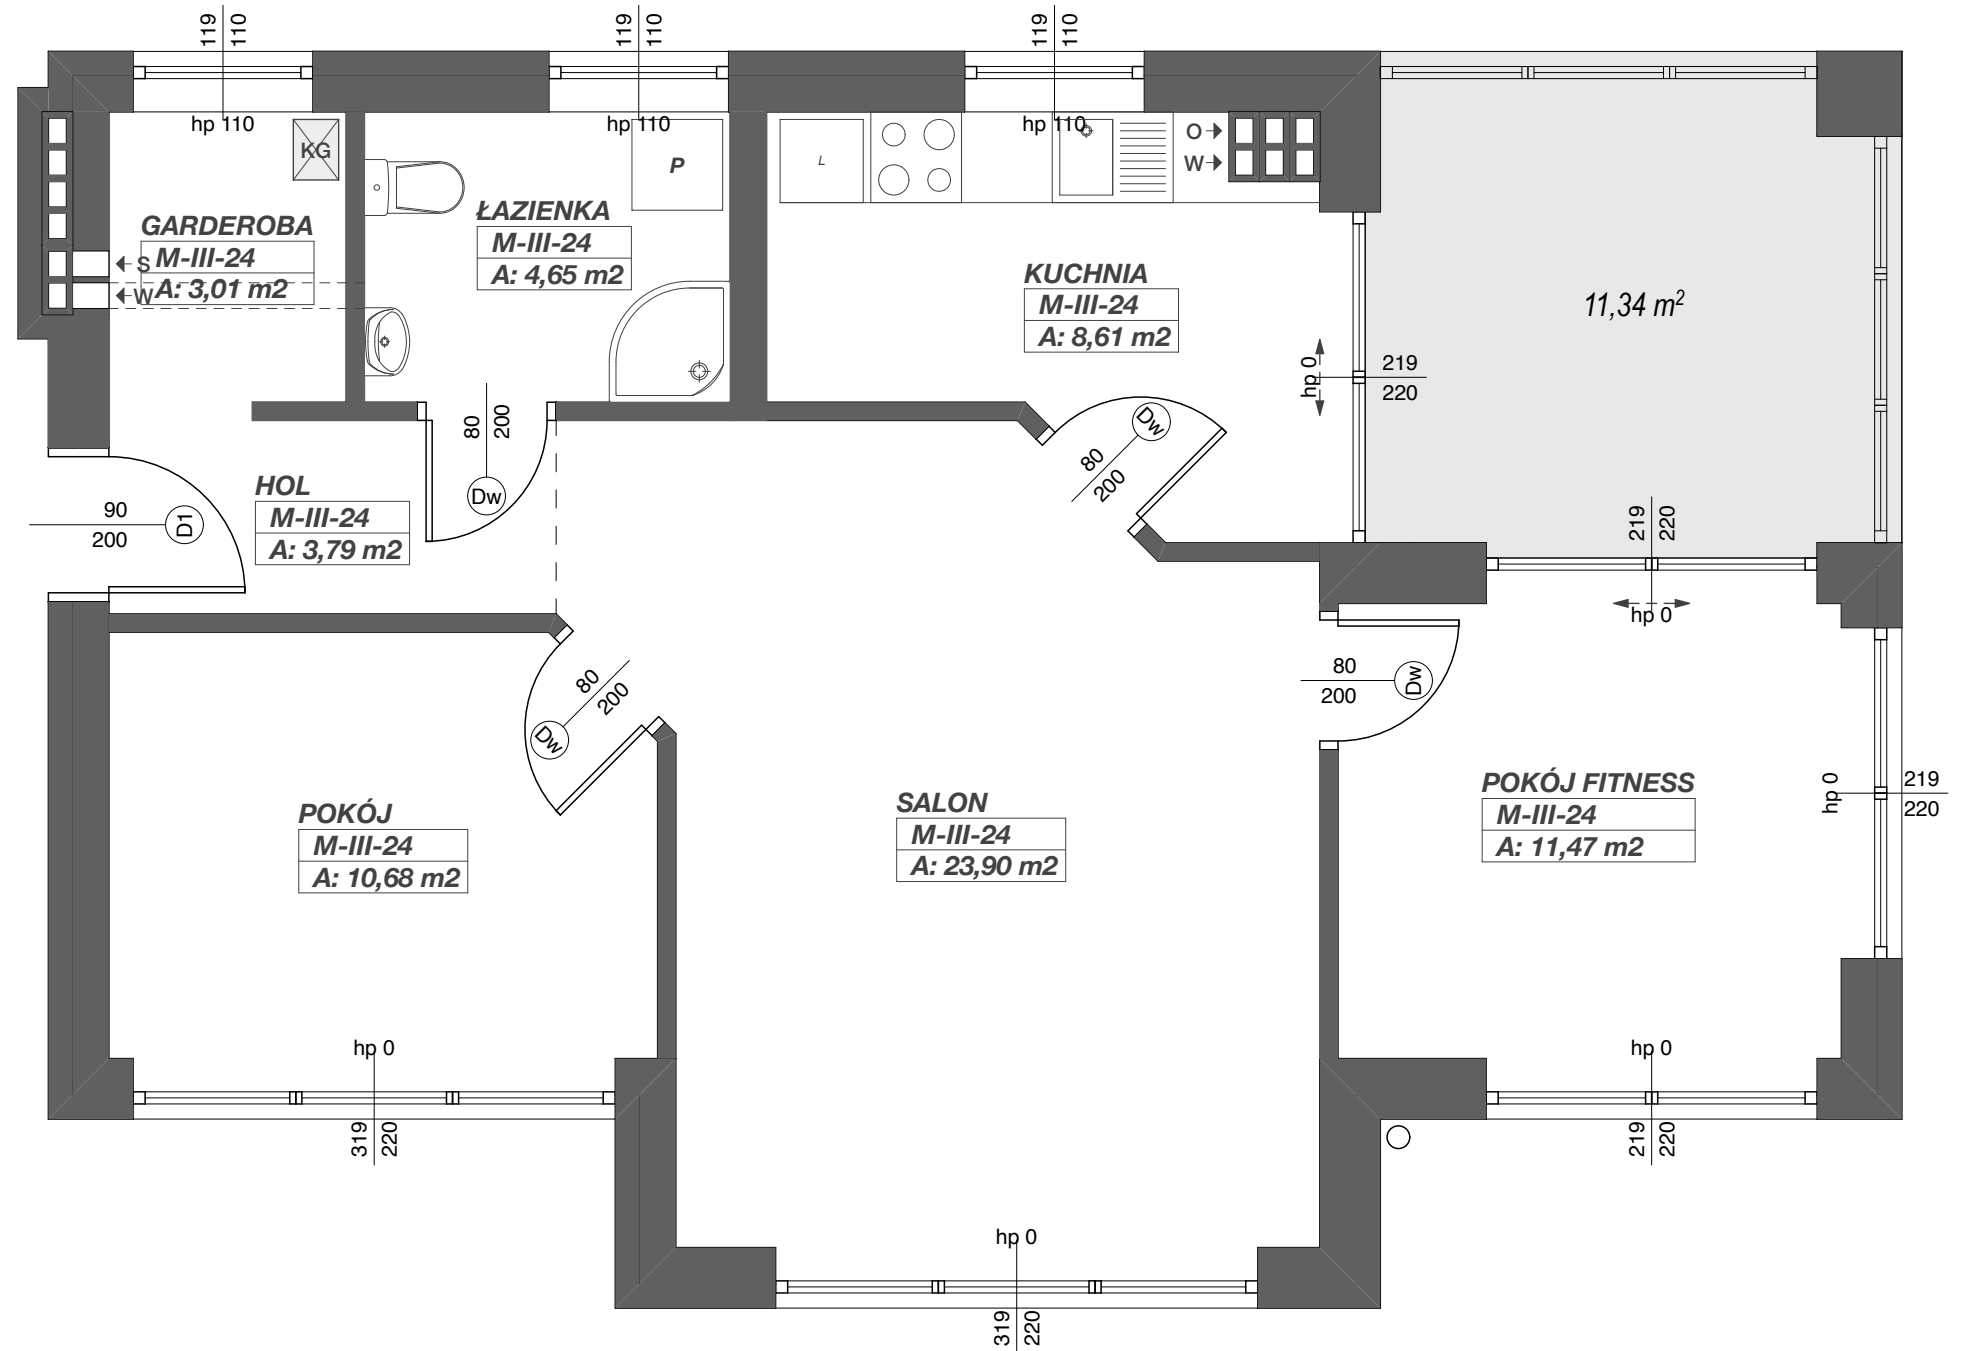 119
110
119
110
119
110
hp 110
hp 110
hp 110
KG
P
L
O
W
GARDEROBA
M-III-24
A: 3,01 m2
S
W
ŁAZIENKA
M-III-24
A: 4,65 m2
KUCHNIA
M-III-24
A: 8,61 m2
11,34 m²
hp 0
219
220
80
200
Dw
80
200
Dw
HOL
M-III-24
A: 3,79 m2
90
200
D1
219
220
hp 0
80
200
Dw
80
200
Dw
POKÓJ
M-III-24
A: 10,68 m2
SALON
M-III-24
A: 23,90 m2
POKÓJ FITNESS
M-III-24
A: 11,47 m2
hp 0
219
220
hp 0
319
220
hp 0
219
220
hp 0
319
220